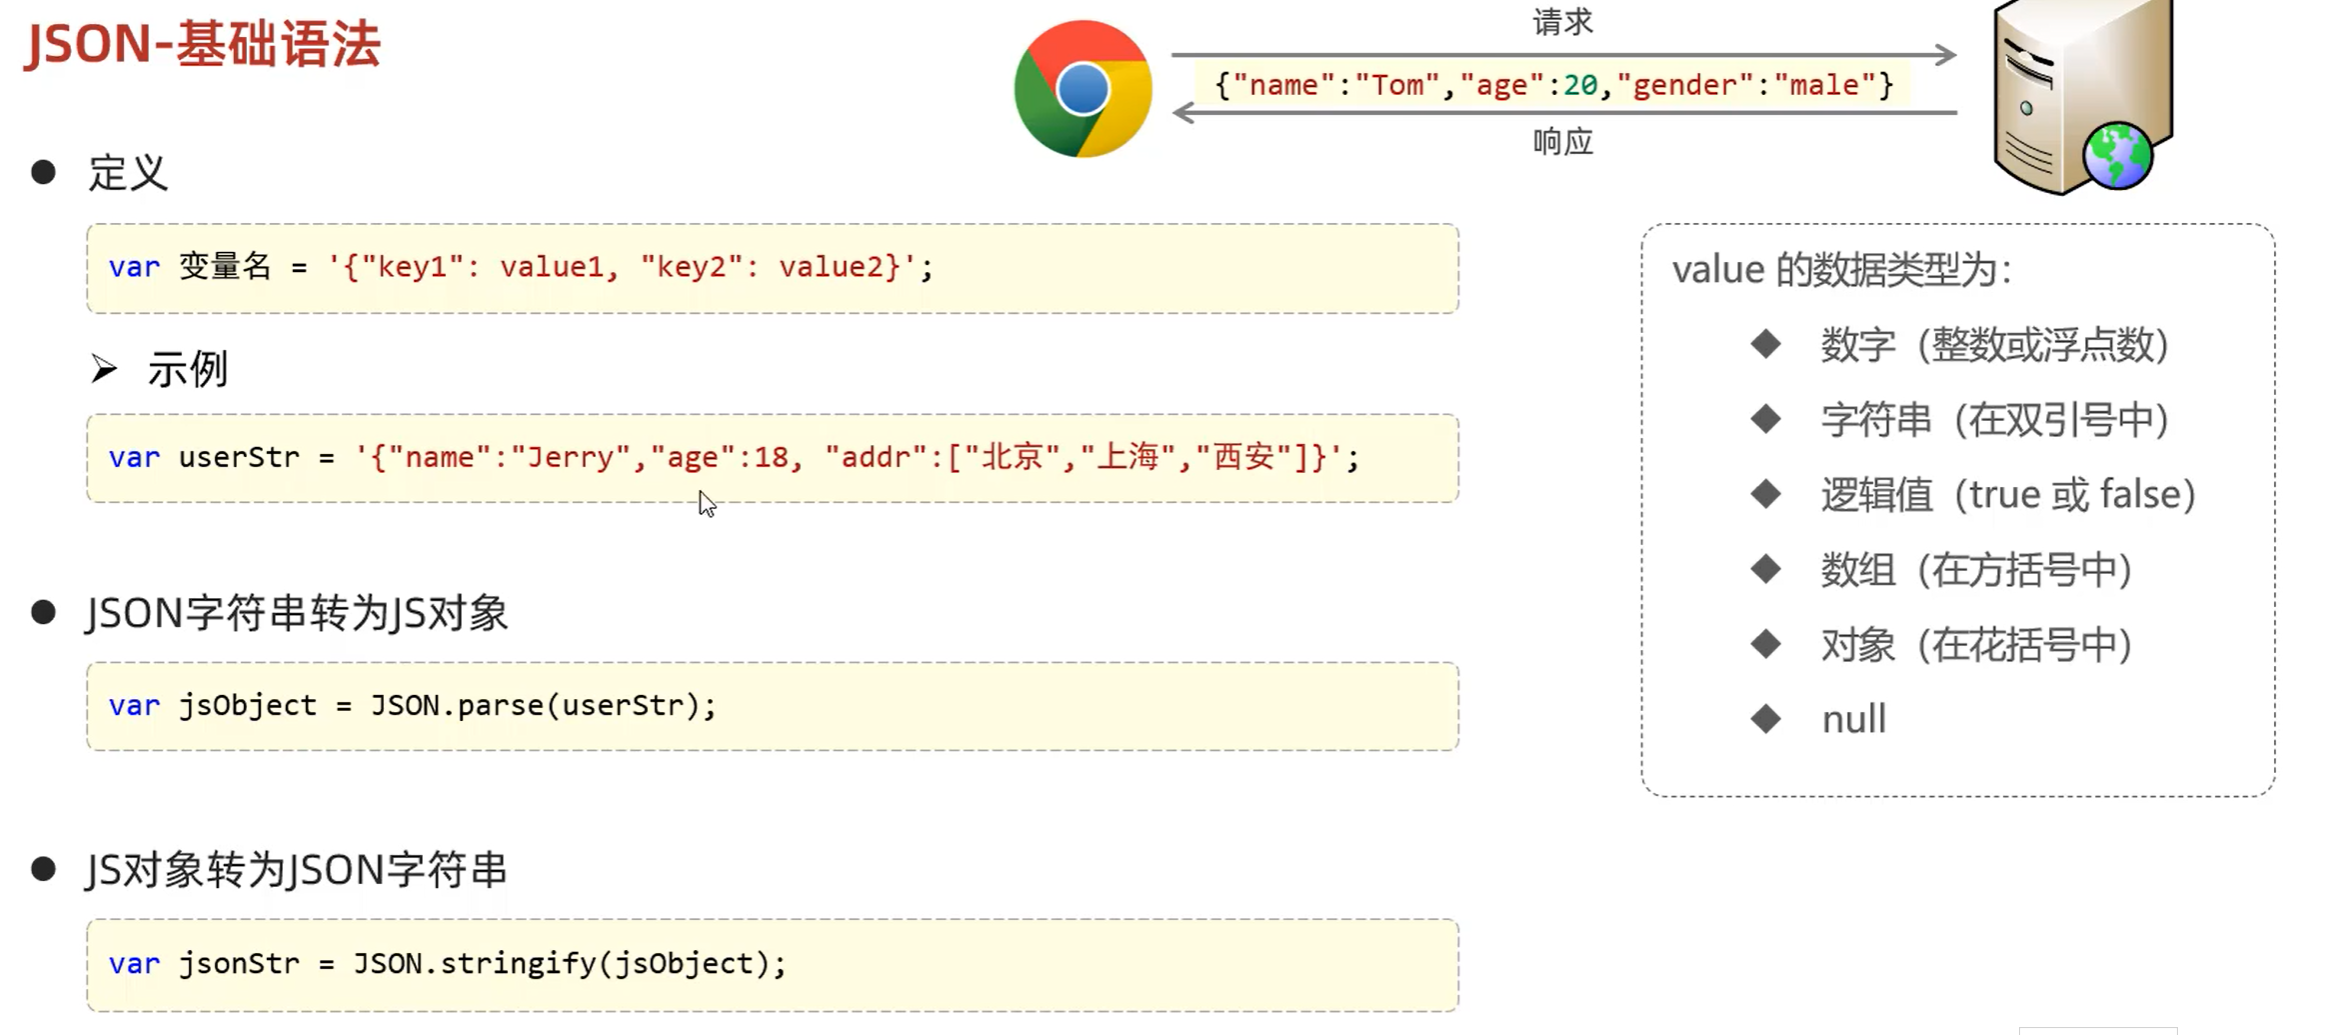 JSON-基础语法
请求
{"name":"Tom","age":20,"gender":"male"}
响应
定义
var 变量名 = '{"key1": value1, "key2": value2}';
示例
var userStr = '{"name":"Jerry","age":18, "addr":["北京","上海","西安"]}';
JSON字符串转为JS对象
var jsObject = JSON.parse(userStr);
JS对象转为JSON字符串
var jsonStr = JSON.stringify(jsObject);
value 的数据类型为：
数字（整数或浮点数）
字符串（在双引号中）
逻辑值（true 或 false）
数组（在方括号中）
对象（在花括号中）
null